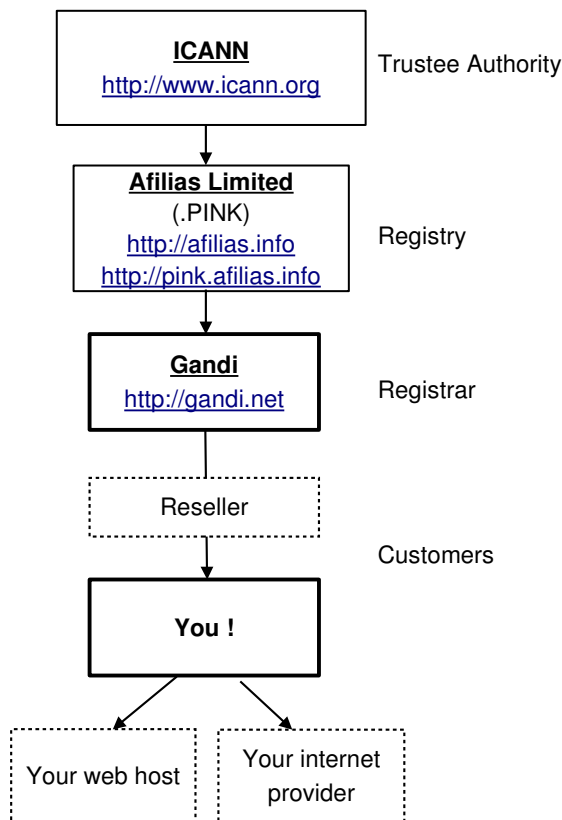 ICANN
http://www.icann.org
Trustee Authority
Afilias Limited
(.PINK)
http://afilias.info
http://pink.afilias.info
Registry
Gandi
http://gandi.net
Registrar
Reseller
Customers
You !
Your web host
Your internet
provider